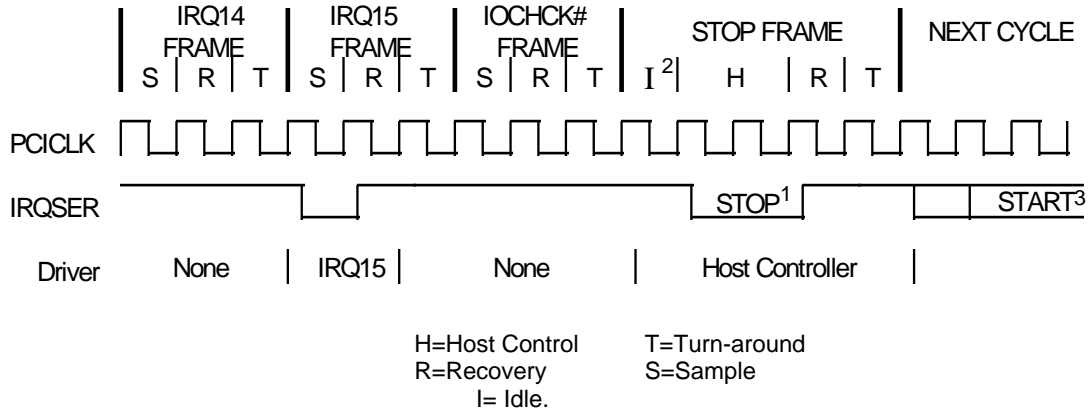 IRQ14 FRAME
IRQ15 FRAME
IOCHCK# FRAME
STOP FRAME
NEXT CYCLE
S R T S R T S R T I 2 H R T
PCICLK
IRQSER STOP1 START3
Driver None IRQ15 None Host Controller
H=Host Control T=Turn-around
R=Recovery S=Sample
I= Idle.